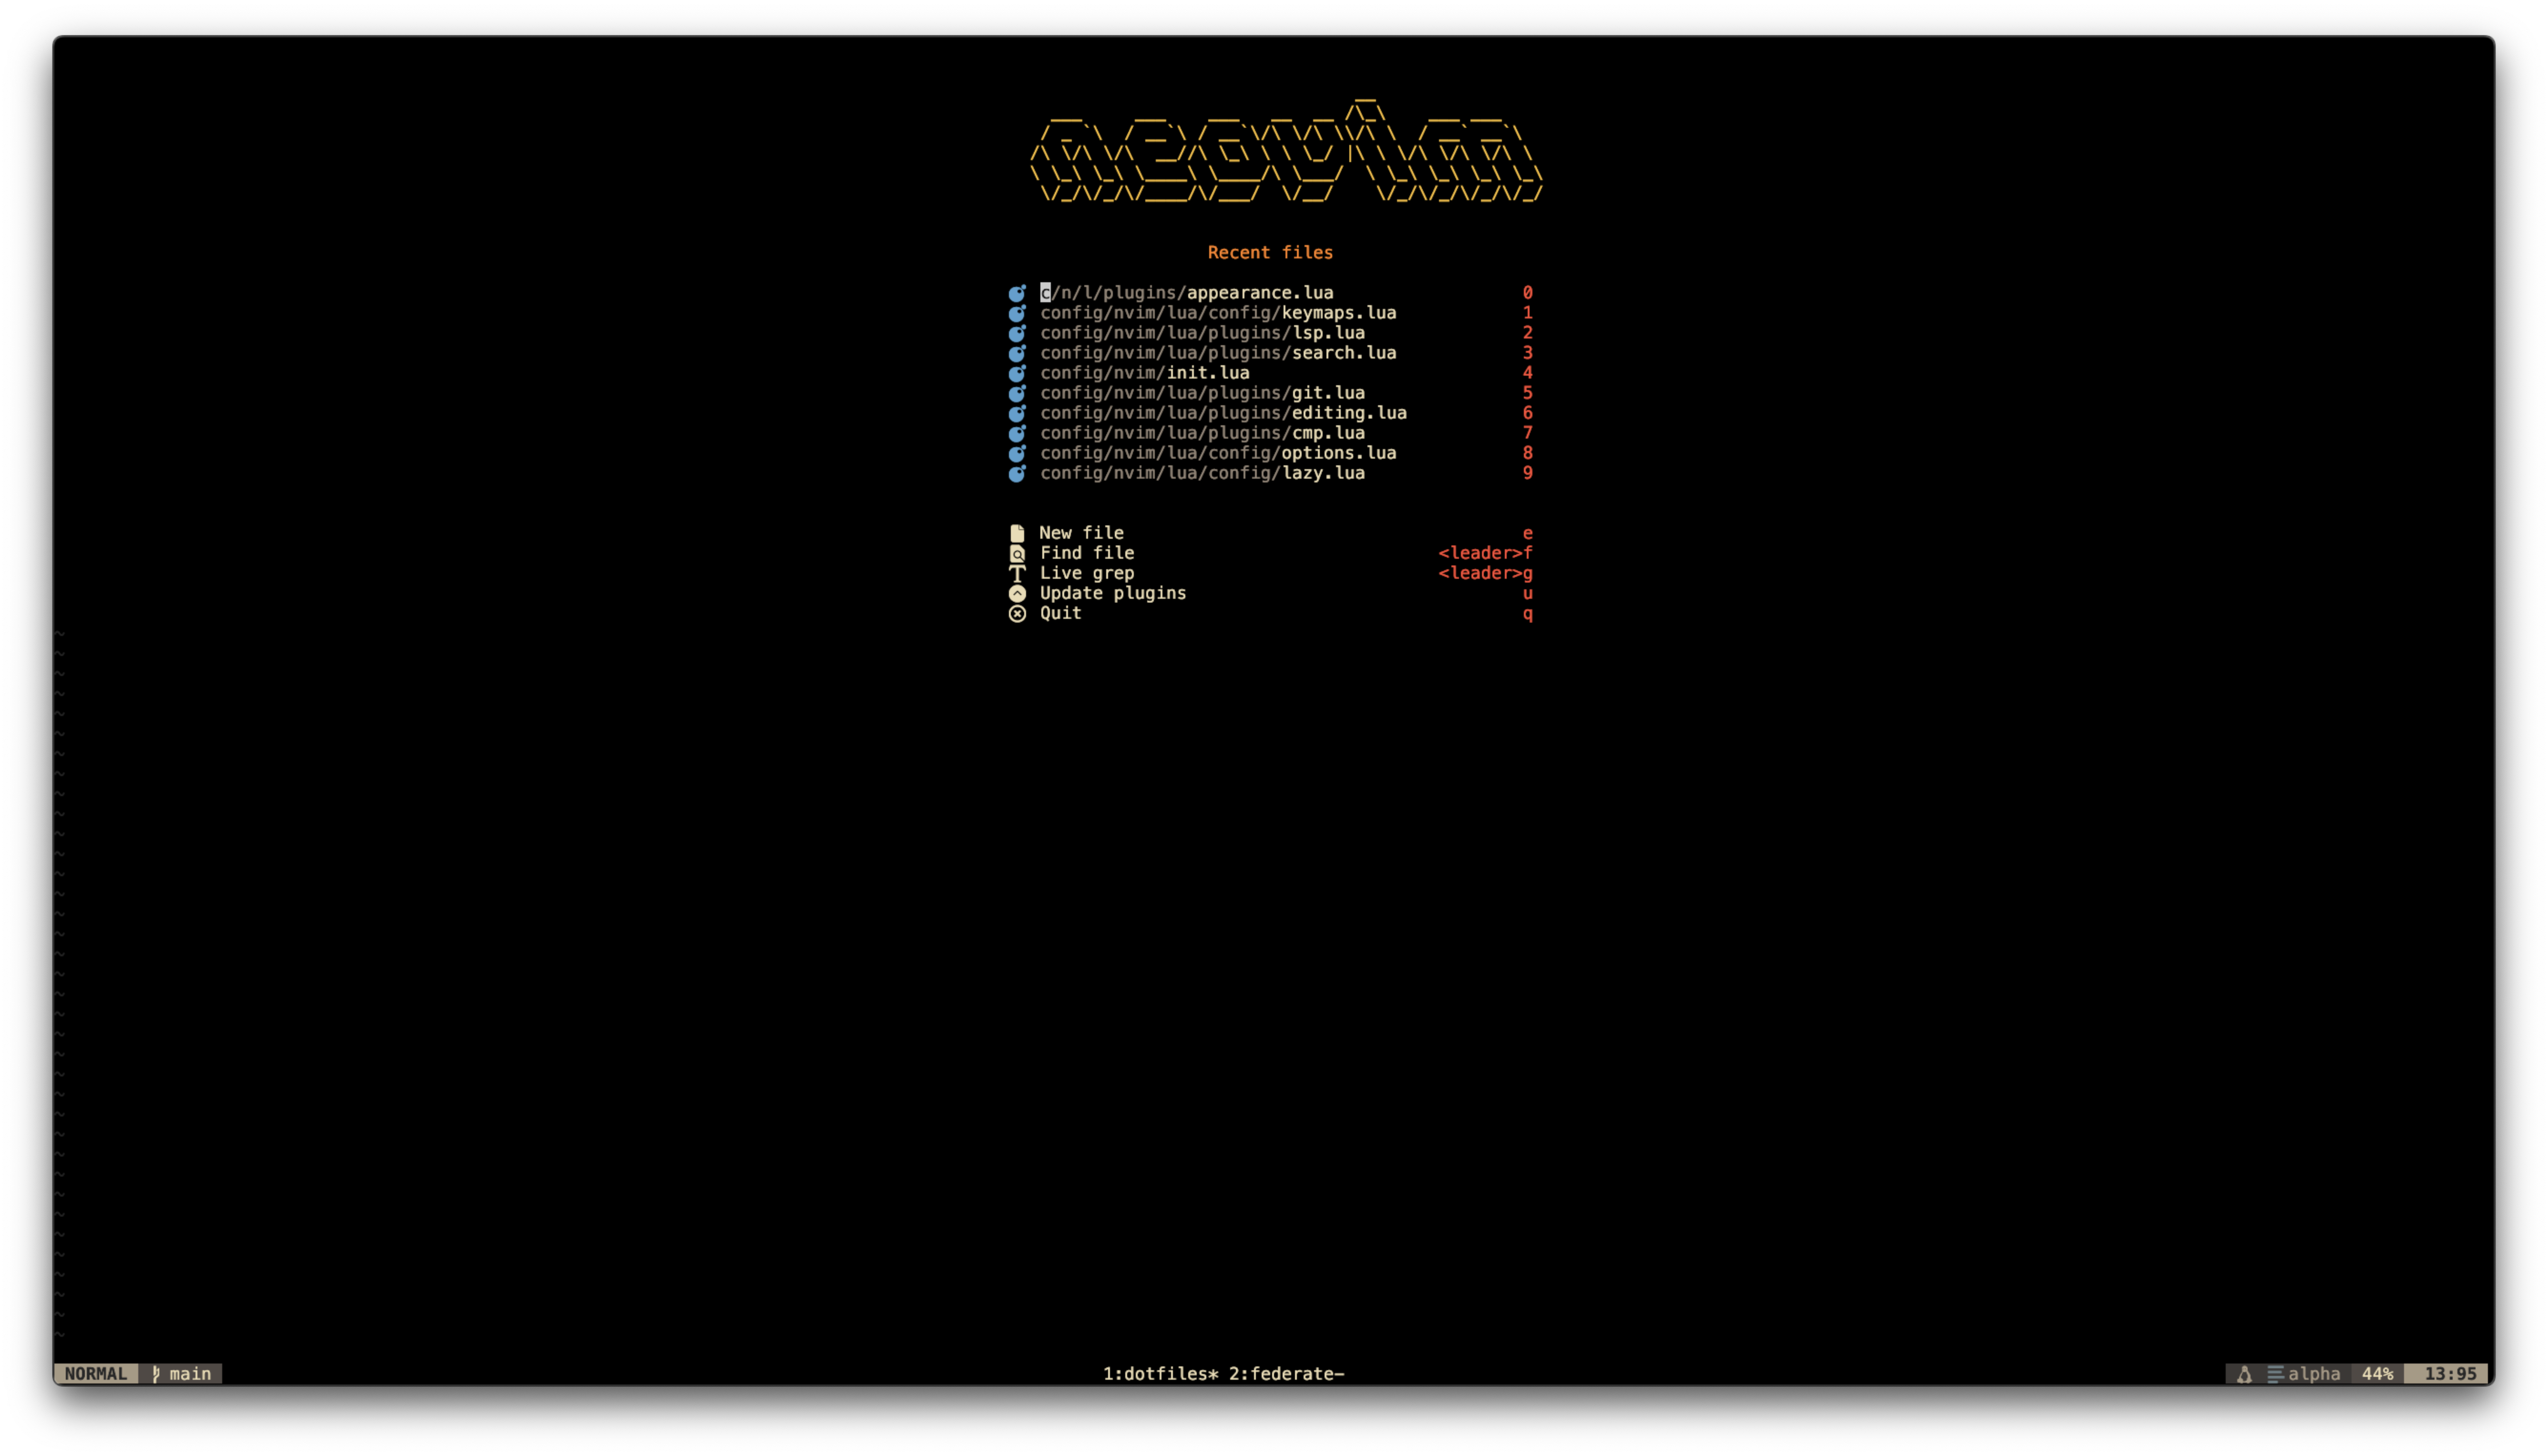 neovim
Recent files
c/n/l/plugins/appearance.lua 0
config/nvim/lua/config/keymaps.lua 1
config/nvim/lua/plugins/lsp.lua 2
config/nvim/lua/plugins/search.lua 3
config/nvim/init.lua 4
config/nvim/lua/plugins/git.lua 5
config/nvim/lua/plugins/editing.lua 6
config/nvim/lua/plugins/cmp.lua 7
config/nvim/lua/config/options.lua 8
config/nvim/lua/config/lazy.lua 9
New file e
Find file <leader>f
Live grep <leader>g
Update plugins u
Quit q
NORMAL main 1:dotfiles* 2:federate- alpha 44% 13:95